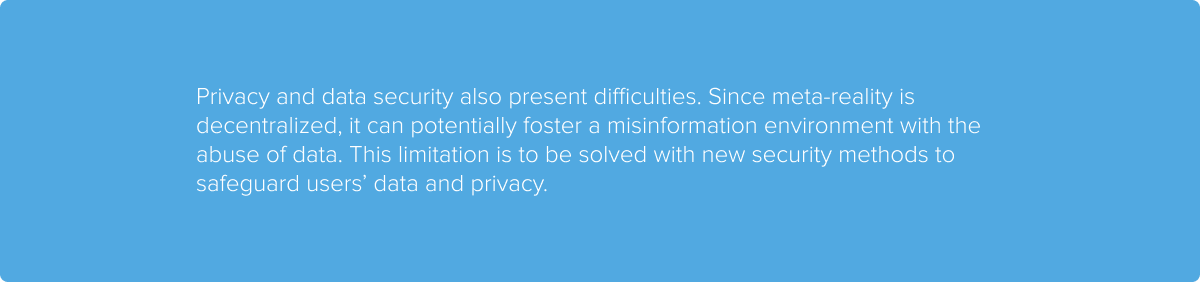 Privacy and data security also present difficulties. Since meta-reality is
decentralized, it can potentially foster a misinformation environment with the
abuse of data. This limitation is to be solved with new security methods to
safeguard users’ data and privacy.